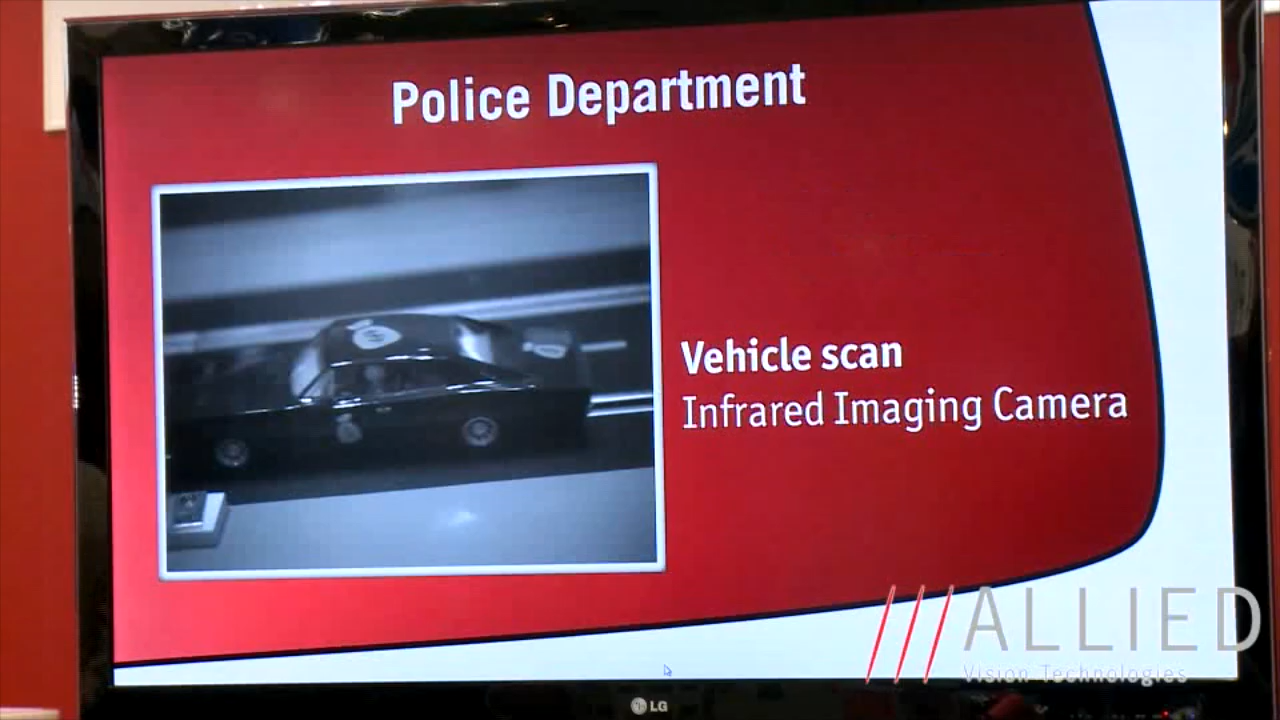 Police Department
Vehicle scan
Infrared Imaging Camera
ALLIED
Vision Technologies
LG